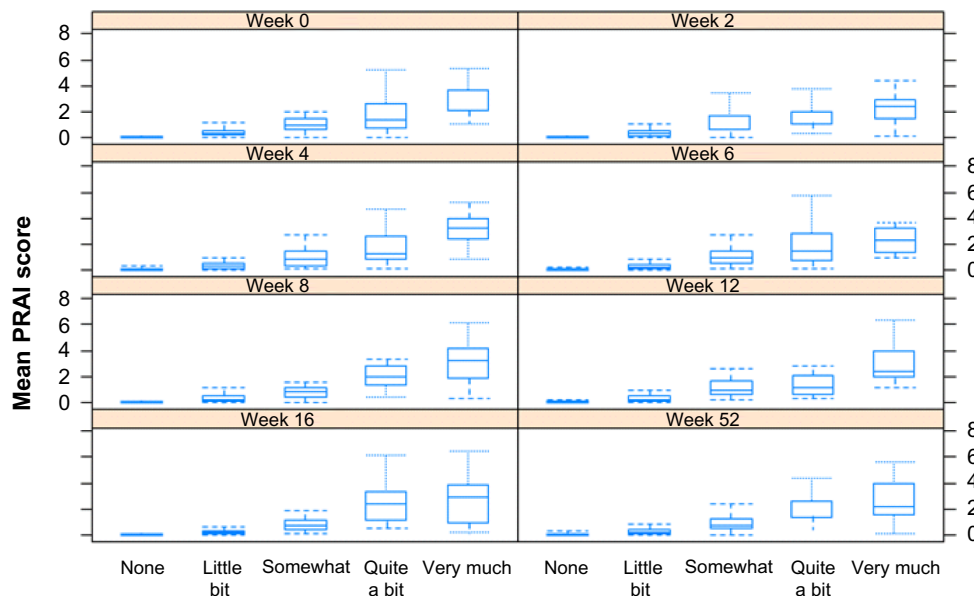 Week 0
Week 2
8
6
4
2
0
Week 4
Week 6
8
6
4
2
0
Week 8
Week 12
8
6
4
2
0
Week 16
Week 52
8
6
4
2
0
Mean PRAI score
None
Little bit
Somewhat
Quite a bit
Very much
None
Little bit
Somewhat
Quite a bit
Very much